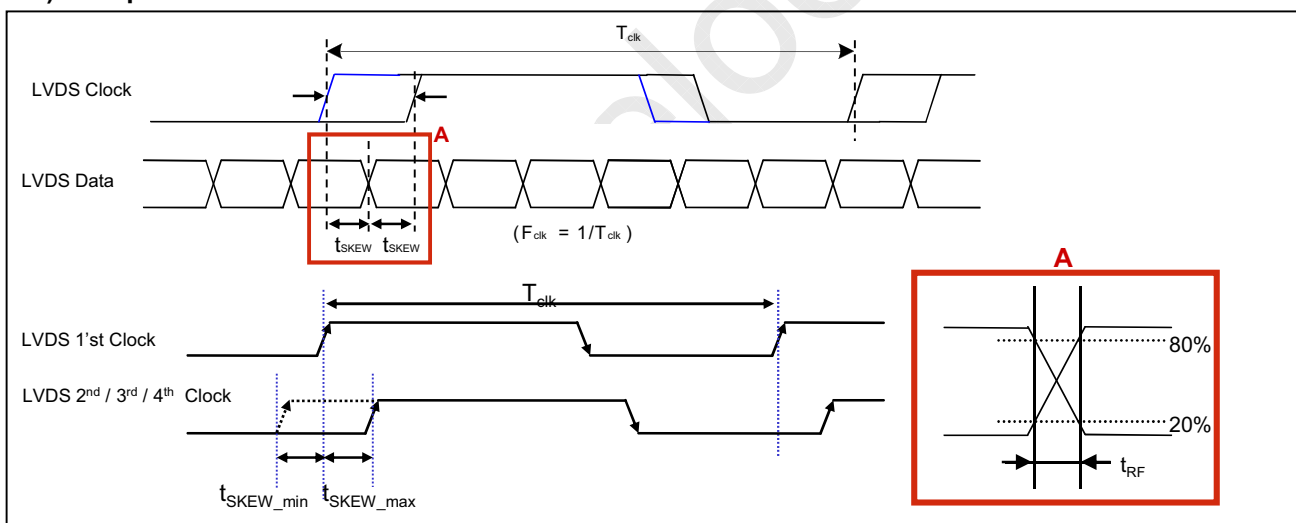 Tclk
LVDS Clock
A
LVDS Data
tSKEW tSKEW
(Fclk = 1/Tclk)
A
Tclk
LVDS 1'st Clock
80%
LVDS 2nd / 3rd / 4th Clock
20%
tRF
tSKEW_min tSKEW_max